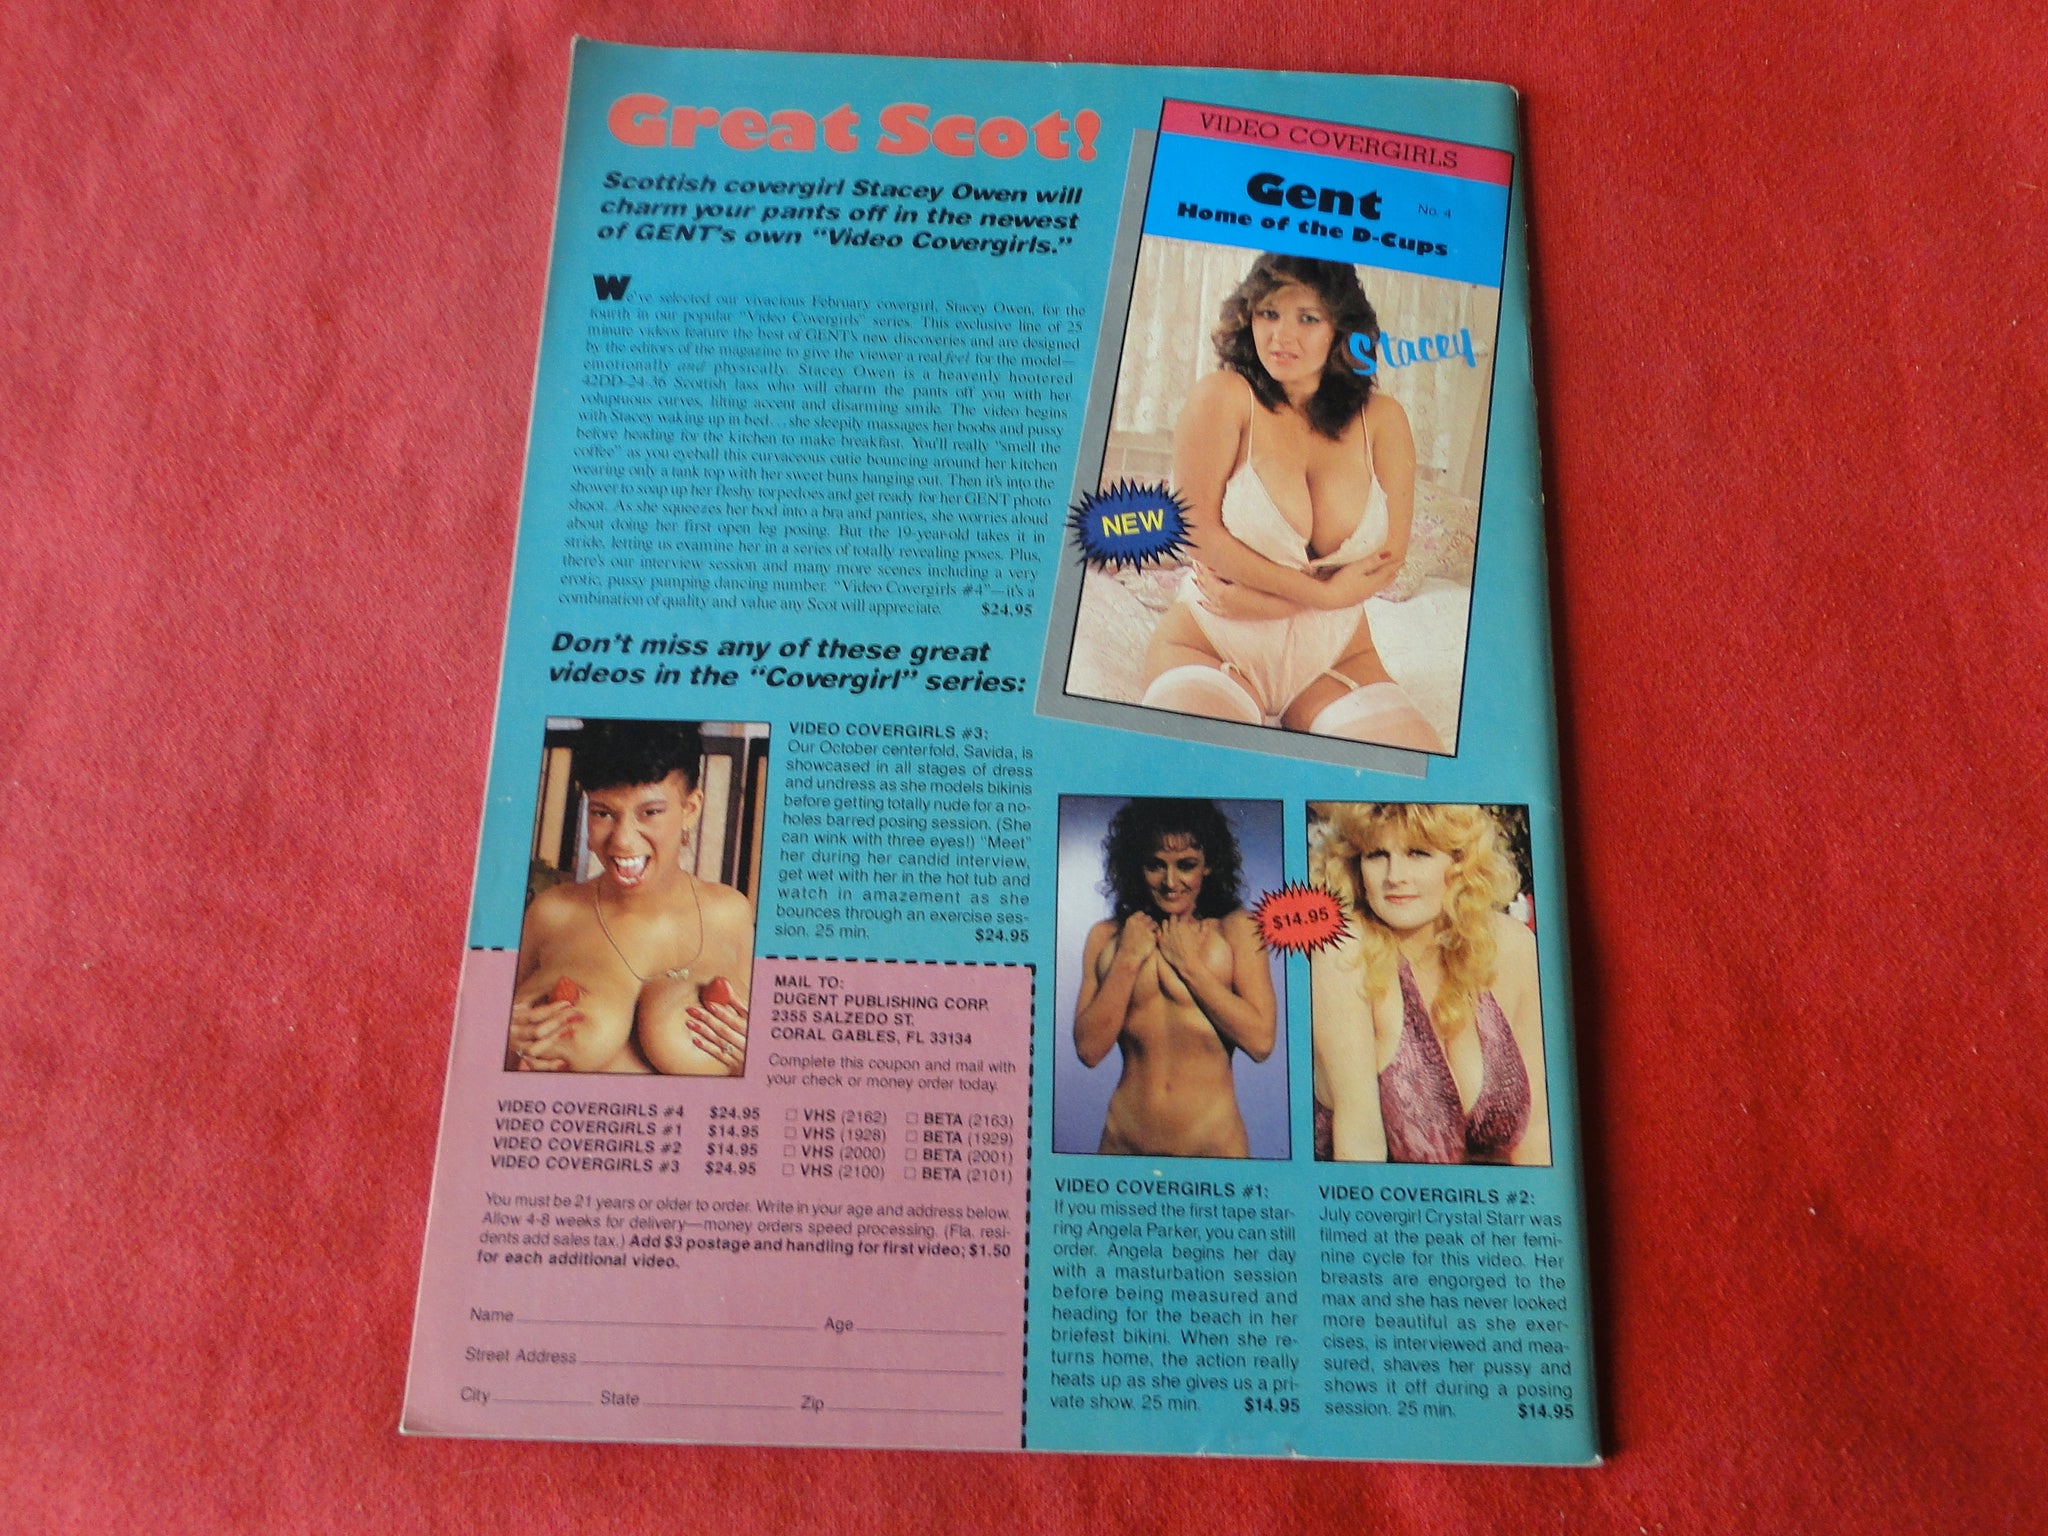 Great Scot!
Scottish covergirl Stacey Owen will
charm your pants off in the newest
of GENT's own "Video Covergirls."
We've selected our vivacious February covergirl, Stacey Owen, for the
fourth in our popular "Video Covergirls" series. This exclusive line of 25
minute videos feature the best of GENT's new discoveries and are designed
by the editors of the magazine to give the viewer a real feel for the model—
emotionally and physically. Stacey Owen is a heavenly hootered
42DD-24-36 Scottish lass who will charm the pants off you with her
voluptuous curves, lilting accent and disarming smile. The video begins
with Stacey waking up in bed...she sleepily massages her boobs and pussy
before heading for the kitchen to make breakfast. You'll really "smell the
coffee" as you eyeball this curvaceous cutie bouncing around her kitchen
wearing only a tank top with her sweet buns hanging out. Then it's into the
shower to soap up her fleshy torpedoes and get ready for her GENT photo
shoot. As she squeezes her bod into a bra and panties, she worries aloud
about doing her first open leg posing. But the 19-year-old takes it in
stride, letting us examine her in a series of totally revealing poses. Plus,
there's our interview session and many more scenes including a very
erotic, pussy pumping dancing number. "Video Covergirls #4"—it's a
combination of quality and value any Scot will appreciate. $24.95
VIDEO COVERGIRLS
Gent No. 4
Home of the D-Cups
Stacey
NEW
Don't miss any of these great
videos in the "Covergirl" series:
VIDEO COVERGIRLS #3:
Our October centerfold, Savida, is
showcased in all stages of dress
and undress as she models bikinis
before getting totally nude for a no-
holes barred posing session. (She
can wink with three eyes!) "Meet"
her during her candid interview,
get wet with her in the hot tub and
watch in amazement as she
bounces through an exercise ses-
sion. 25 min. $24.95
$14.95
MAIL TO:
DUGENT PUBLISHING CORP.
2355 SALZEDO ST.
CORAL GABLES, FL 33134
Complete this coupon and mail with
your check or money order today.
VIDEO COVERGIRLS #4 $24.95 □ VHS (2162) □ BETA (2163)
VIDEO COVERGIRLS #1 $14.95 □ VHS (1928) □ BETA (1929)
VIDEO COVERGIRLS #2 $14.95 □ VHS (2000) □ BETA (2001)
VIDEO COVERGIRLS #3 $24.95 □ VHS (2100) □ BETA (2101)
You must be 21 years or older to order. Write in your age and address below.
Allow 4-8 weeks for delivery—money orders speed processing. (Fla. resi-
dents add sales tax.) Add $3 postage and handling for first video; $1.50
for each additional video.
Name Age
Street Address
City State Zip
VIDEO COVERGIRLS #1:
If you missed the first tape star-
ring Angela Parker, you can still
order. Angela begins her day
with a masturbation session
before being measured and
heading for the beach in her
briefest bikini. When she re-
turns home, the action really
heats up as she gives us a pri-
vate show. 25 min. $14.95
VIDEO COVERGIRLS #2:
July covergirl Crystal Starr was
filmed at the peak of her femi-
nine cycle for this video. Her
breasts are engorged to the
max and she has never looked
more beautiful as she exer-
cises, is interviewed and mea-
sured, shaves her pussy and
shows it off during a posing
session. 25 min. $14.95